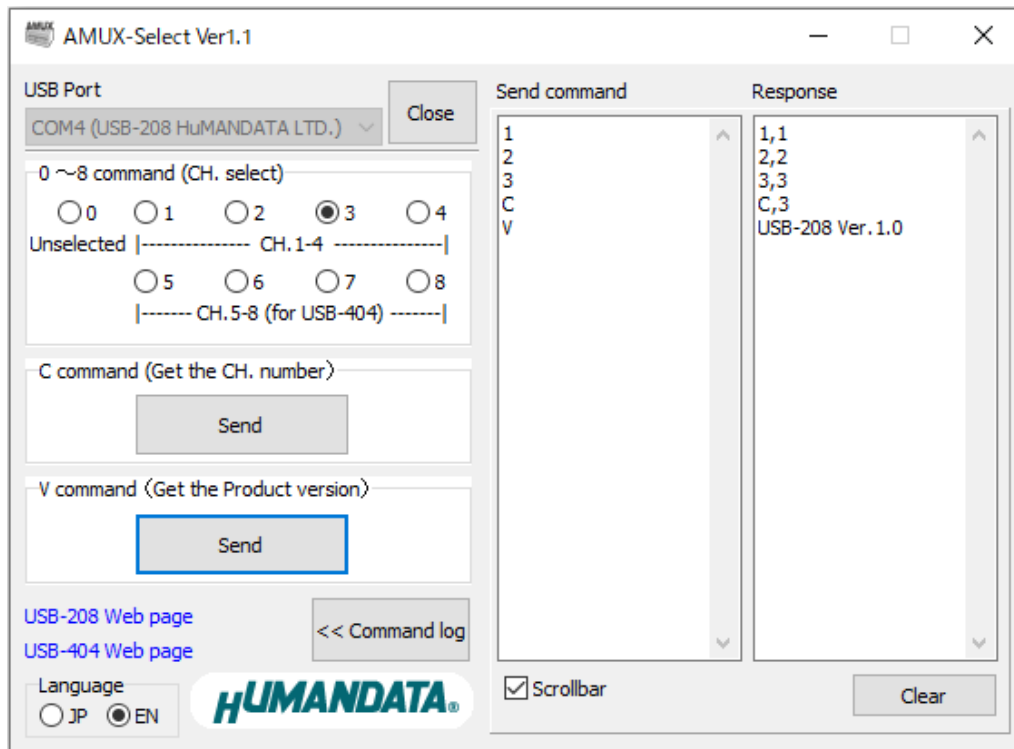 AMUX-Select Ver1.1
USB Port
COM4 (USB-208 HuMANDATA LTD.)
Close
0 ～8 command (CH. select)
0 1 2 3 4
Unselected |--------------- CH.1-4 ---------------|
5 6 7 8
|------- CH.5-8 (for USB-404) -------|
C command (Get the CH. number）
Send
V command（Get the Product version）
Send
USB-208 Web page
USB-404 Web page
<< Command log
Language
JP EN
HUMANDATA®
Send command
1
2
3
C
V
Response
1,1
2,2
3,3
C,3
USB-208 Ver.1.0
Scrollbar
Clear